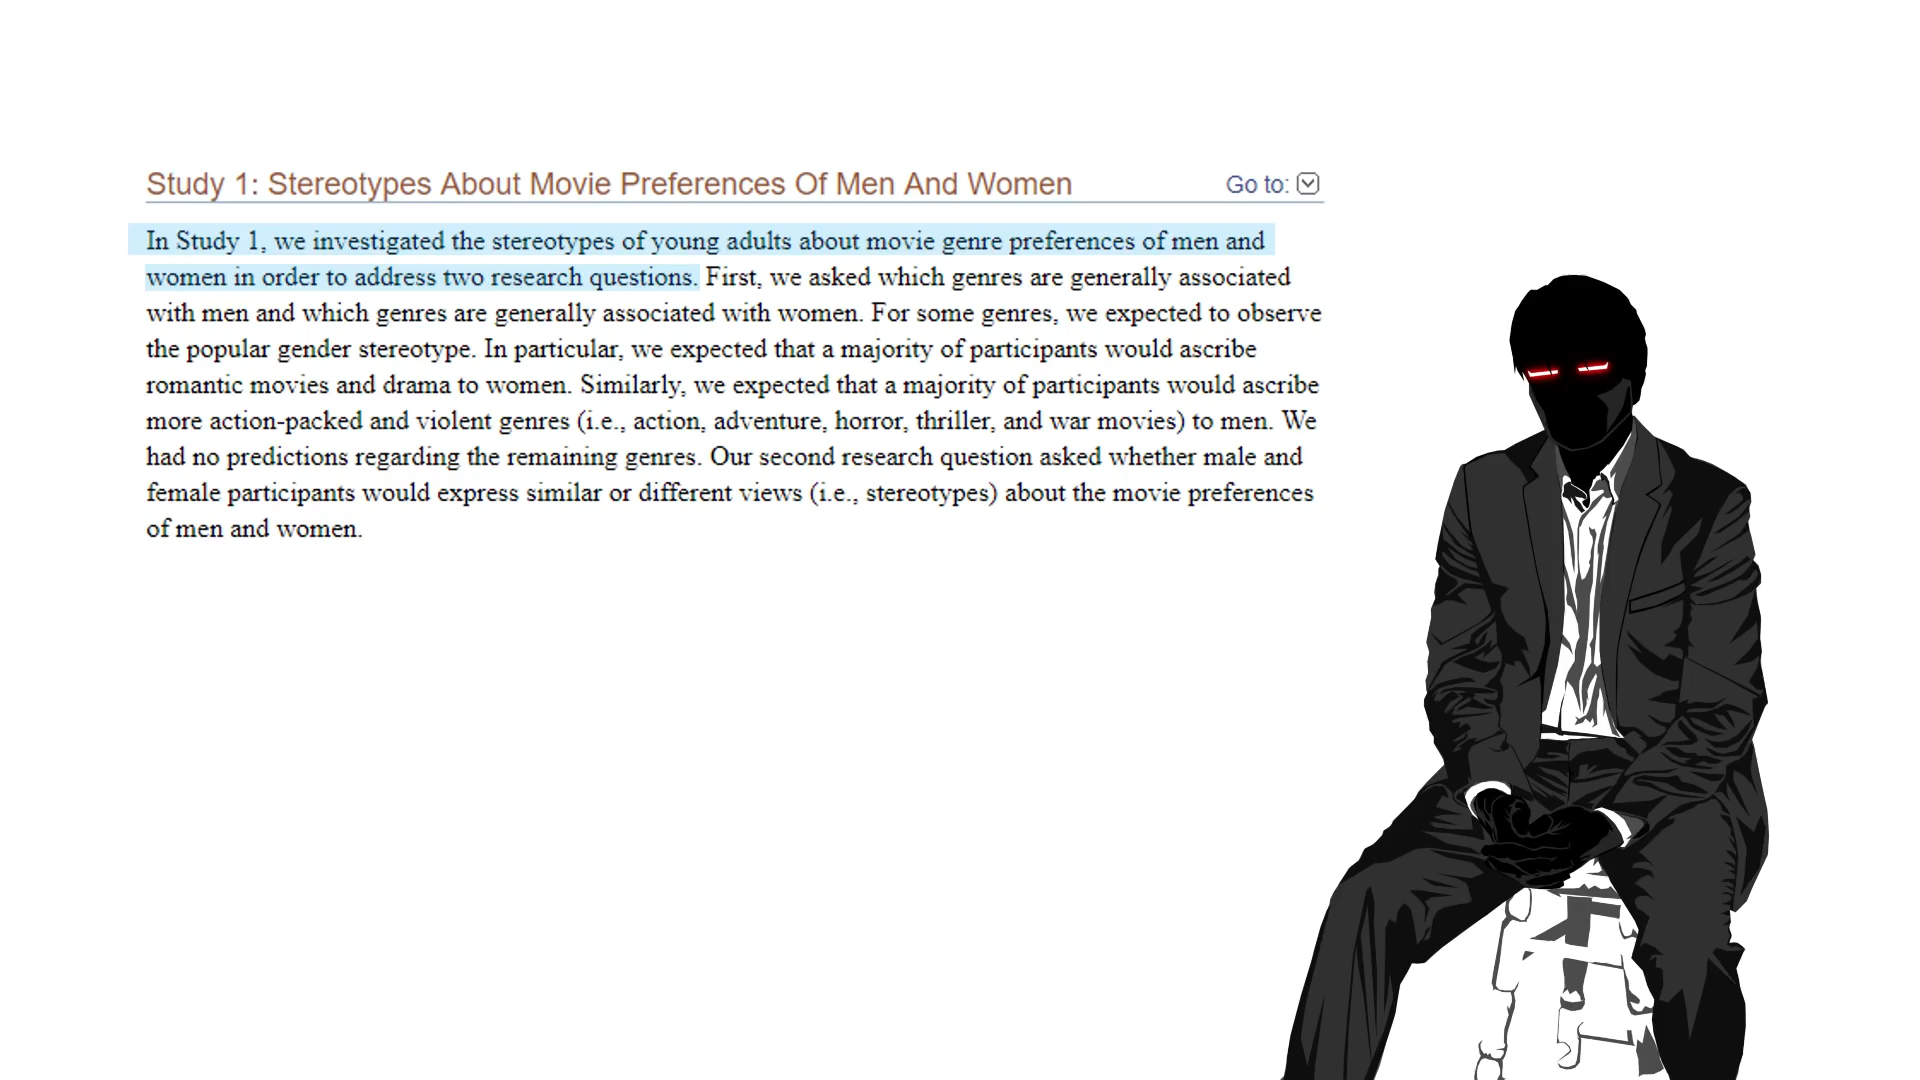 Study 1: Stereotypes About Movie Preferences Of Men And Women
Go to:
In Study 1, we investigated the stereotypes of young adults about movie genre preferences of men and
women in order to address two research questions. First, we asked which genres are generally associated
with men and which genres are generally associated with women. For some genres, we expected to observe
the popular gender stereotype. In particular, we expected that a majority of participants would ascribe
romantic movies and drama to women. Similarly, we expected that a majority of participants would ascribe
more action-packed and violent genres (i.e., action, adventure, horror, thriller, and war movies) to men. We
had no predictions regarding the remaining genres. Our second research question asked whether male and
female participants would express similar or different views (i.e., stereotypes) about the movie preferences
of men and women.